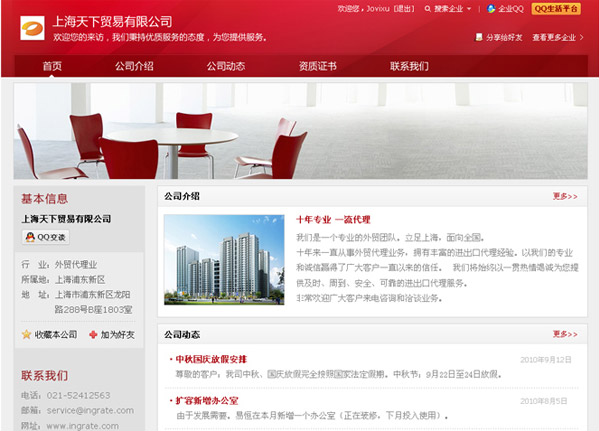 上海天下贸易有限公司
欢迎您的来访，我们秉持优质服务的态度，为您提供服务。
欢迎您，Jovixu [退出] 搜索企业 企业QQ QQ生活平台
分享给好友 查看更多企业
首页 公司介绍 公司动态 资质证书 联系我们
基本信息
上海天下贸易有限公司
QQ交谈
行 业：外贸代理业
所属地：上海浦东新区
地 址：上海市浦东新区龙阳
路288号B座1803室
收藏本公司 加为好友
联系我们
电话：021-52412563
邮箱：service@ingrate.com
网址：www.ingrate.com
公司介绍 更多>>
十年专业 一流代理
我们是一个专业的外贸团队。立足上海，面向全国。
十年来一直从事外贸代理业务，拥有丰富的进出口代理经验。以我们的专业
和诚信赢得了广大客户一直以来的信任。 我们将始终以一贯热情竭诚为您提
供及时、周到、安全、可靠的进出口代理服务。
非常欢迎广大客户来电咨询和洽谈业务。
公司动态 更多>>
中秋国庆放假安排 2010年9月12日
尊敬的客户：我司中秋、国庆放假完全按照国家法定假期。中秋节：9月22日至24日放假。
扩容新增办公室 2010年8月5日
由于发展需要。易恒在本月新增一个办公室（正在装修，下月投入使用）。